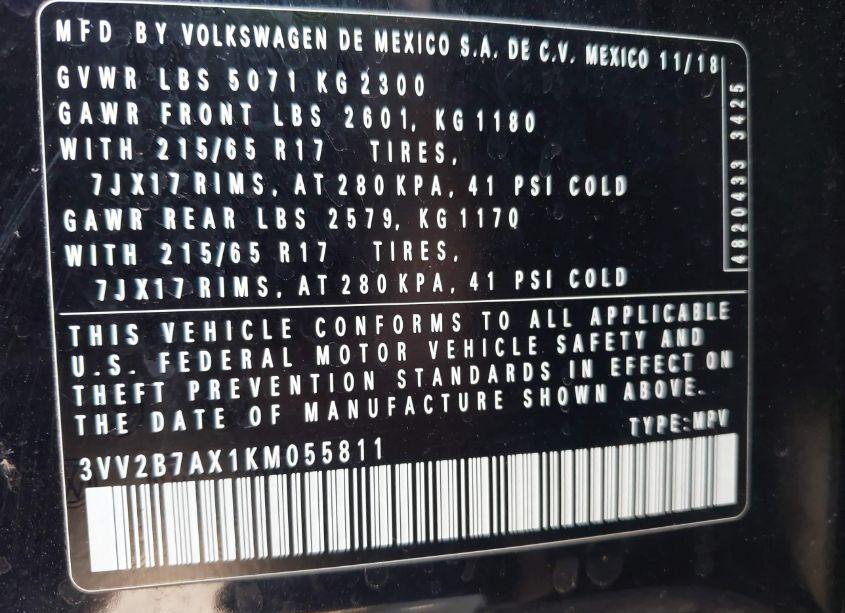 MFD BY VOLKSWAGEN DE MEXICO S.A. DE C.V. MEXICO 11/18
GVWR LBS 5071 KG 2300
GAWR FRONT LBS 2601, KG 1180
WITH 215/65 R17 TIRES,
7JX17 RIMS, AT 280 KPA, 41 PSI COLD
GAWR REAR LBS 2579, KG 1170
WITH 215/65 R17 TIRES,
7JX17 RIMS, AT 280 KPA, 41 PSI COLD
4820433 3425
THIS VEHICLE CONFORMS TO ALL APPLICABLE
U.S. FEDERAL MOTOR VEHICLE SAFETY AND
THEFT PREVENTION STANDARDS IN EFFECT ON
THE DATE OF MANUFACTURE SHOWN ABOVE.
TYPE:MPV
3VV2B7AX1KM055811